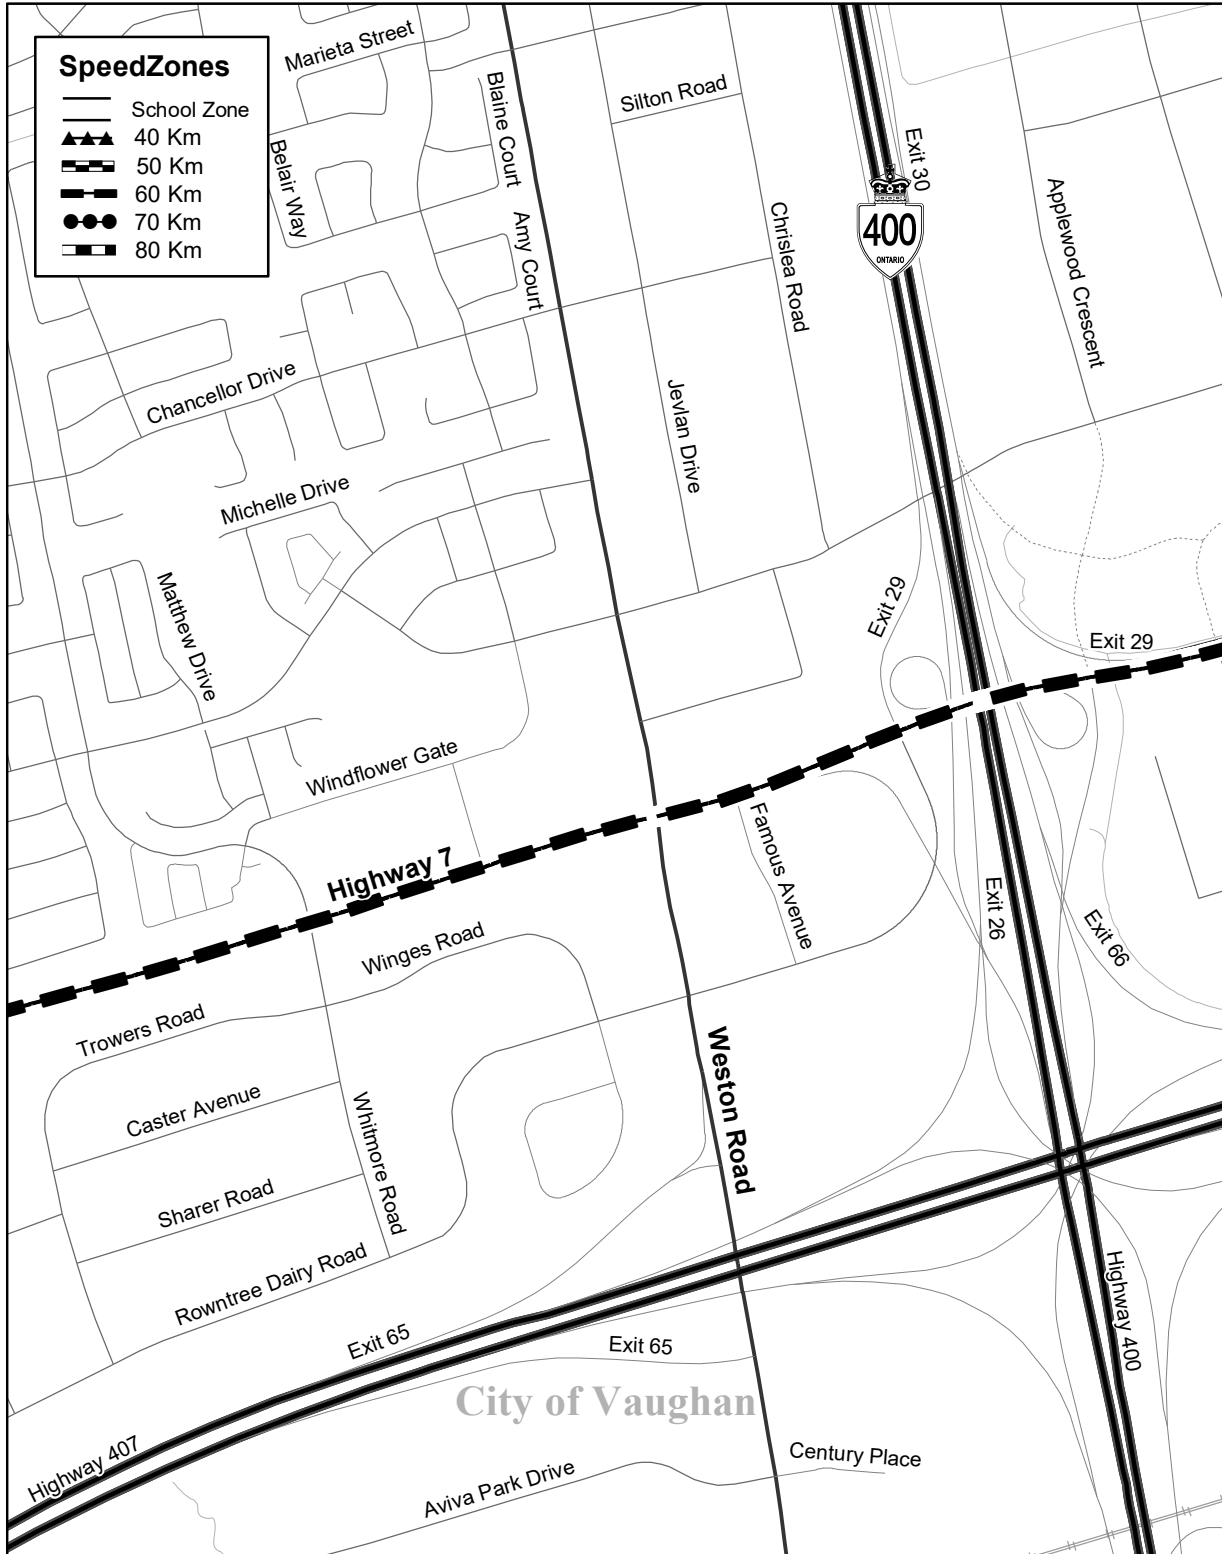 SpeedZones
School Zone
40 Km
50 Km
60 Km
70 Km
80 Km
Marieta Street
Blaine Court
Silton Road
Belair Way
Exit 30
400
ONTARIO
Amy Court
Chrislea Road
Applewood Crescent
Chancellor Drive
Jevlan Drive
Michelle Drive
Matthew Drive
Exit 29
Exit 29
Windflower Gate
Famous Avenue
Highway 7
Exit 26
Exit 66
Winges Road
Trowers Road
Weston Road
Caster Avenue
Whitmore Road
Sharer Road
Rowntree Dairy Road
Highway 400
Exit 65
Exit 65
City of Vaughan
Highway 407
Century Place
Aviva Park Drive